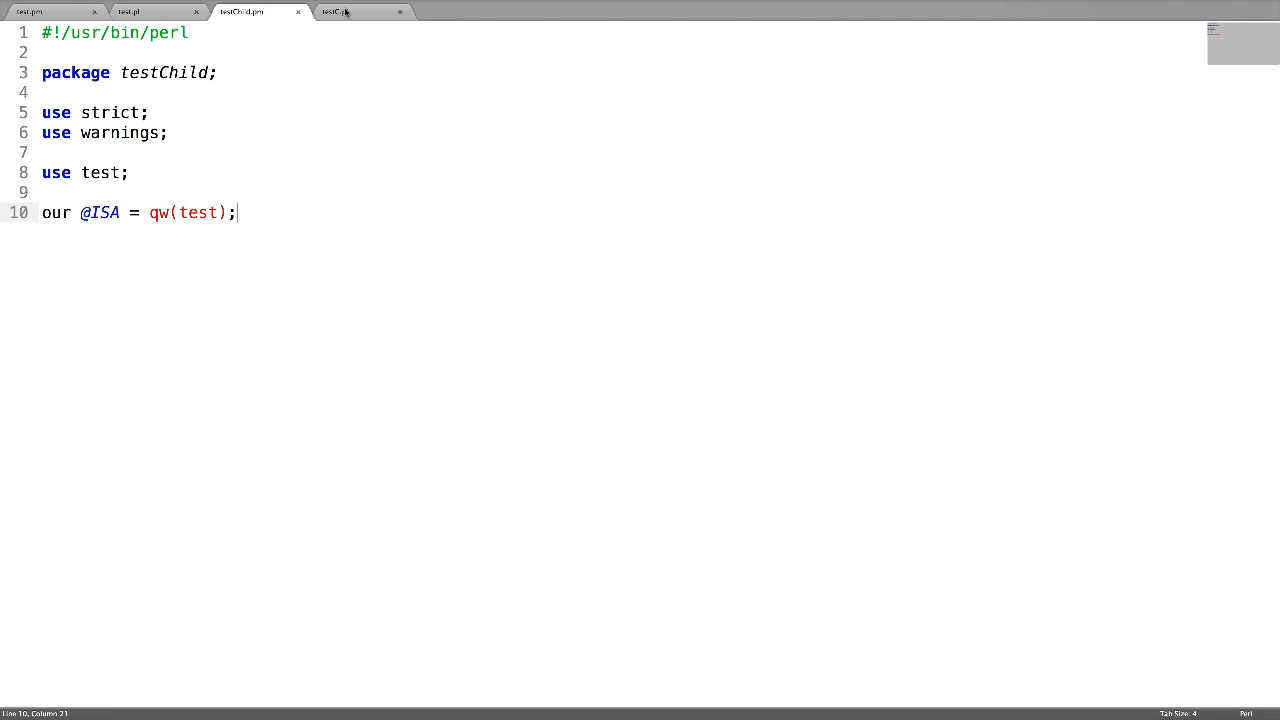 test.pm test.pl testChild.pm
1 #!/usr/bin/perl
2
3 package testChild;
4
5 use strict;
6 use warnings;
7
8 use test;
9
10 our @ISA = qw(test);
Line 10, Column 21 Tab Size: 4 Perl